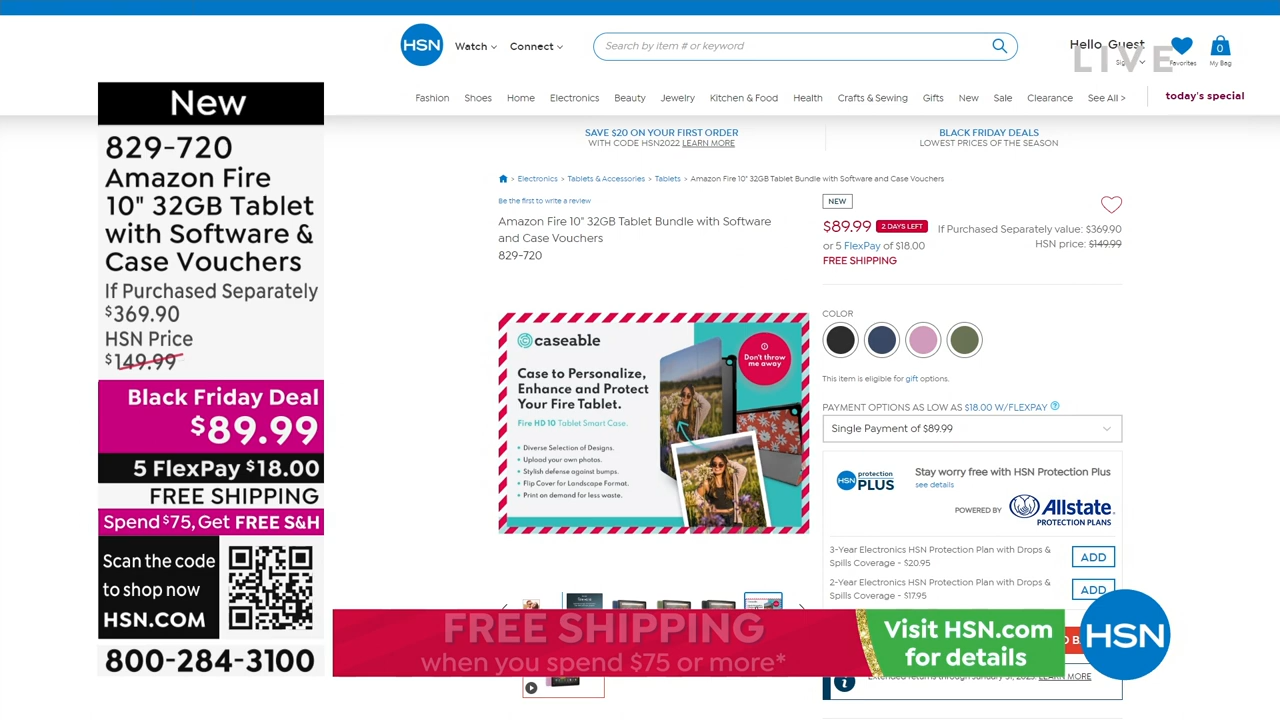 HSN
Watch
Connect
Search by item # or keyword
Hello, Guest
LIVE
Favorites
0
My Bag
Fashion
Shoes
Home
Electronics
Beauty
Jewelry
Kitchen & Food
Health
Crafts & Sewing
Gifts
New
Sale
Clearance
See All >
today's special
SAVE $20 ON YOUR FIRST ORDER
WITH CODE HSN2022 LEARN MORE
BLACK FRIDAY DEALS
LOWEST PRICES OF THE SEASON
New
829-720
Amazon Fire
10" 32GB Tablet
with Software &
Case Vouchers
If Purchased Separately
$369.90
HSN Price
$149.99
Black Friday Deal
$89.99
5 FlexPay $18.00
FREE SHIPPING
Spend $75, Get FREE S&H
Scan the code
to shop now
HSN.COM
800-284-3100
> Electronics > Tablets & Accessories > Tablets > Amazon Fire 10" 32GB Tablet Bundle with Software and Case Vouchers
Be the first to write a review
Amazon Fire 10" 32GB Tablet Bundle with Software
and Case Vouchers
829-720
caseable
Don't throw
me away
Case to Personalize,
Enhance and Protect
Your Fire Tablet.
Fire HD 10 Tablet Smart Case.
• Diverse Selection of Designs.
• Upload your own photos.
• Stylish defense against bumps.
• Flip Cover for Landscape Format.
• Print on demand for less waste.
NEW
$89.99 2 DAYS LEFT
If Purchased Separately value: $369.90
or 5 FlexPay of $18.00
HSN price: $149.99
FREE SHIPPING
COLOR
This item is eligible for gift options.
PAYMENT OPTIONS AS LOW AS $18.00 W/FLEXPAY
Single Payment of $89.99
HSN protection PLUS
Stay worry free with HSN Protection Plus
see details
POWERED BY
Allstate
PROTECTION PLANS
3-Year Electronics HSN Protection Plan with Drops &
Spills Coverage - $20.95
ADD
2-Year Electronics HSN Protection Plan with Drops &
Spills Coverage - $17.95
ADD
FREE SHIPPING
when you spend $75 or more*
Visit HSN.com
for details
HSN
Extended returns through January 31, 2023. LEARN MORE